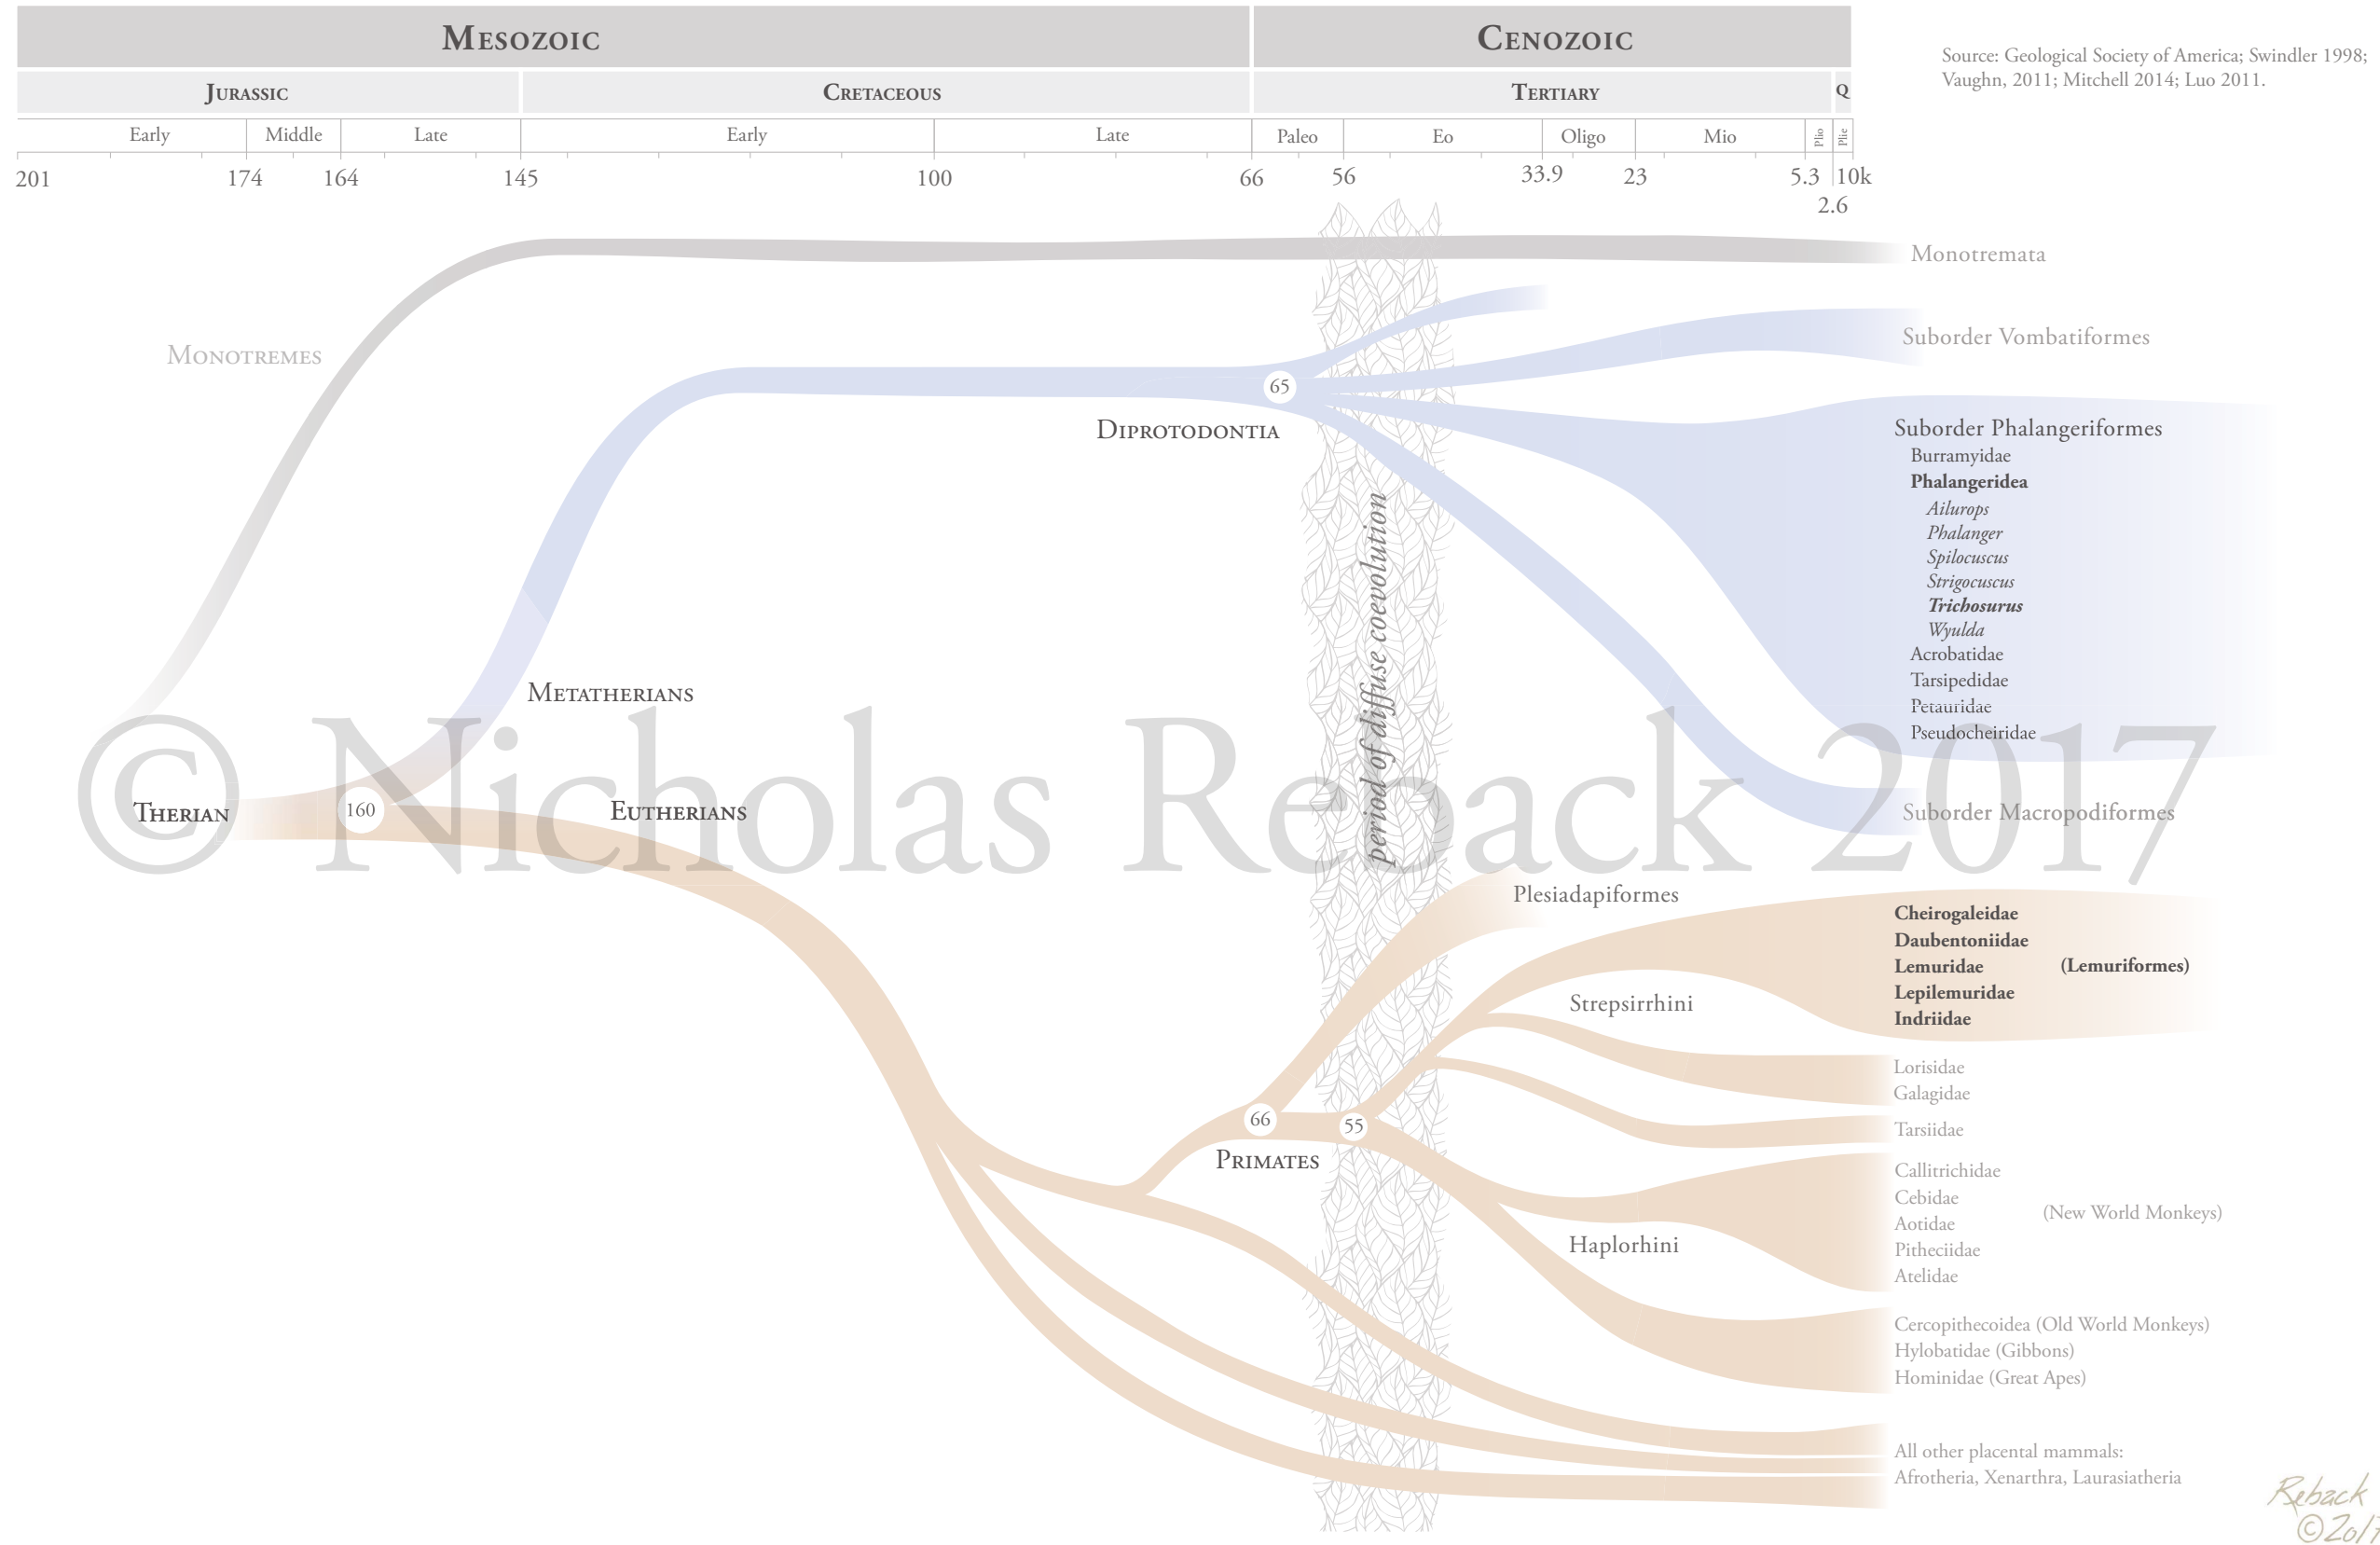 MESOZOIC
CENOZOIC
Source: Geological Society of America; Swindler 1998;
Vaughn, 2011; Mitchell 2014; Luo 2011.
JURASSIC
CRETACEOUS
TERTIARY
Q
Early
Middle
Late
Early
Late
Paleo
Eo
Oligo
Mio
Plio
Plie
201
174
164
145
100
66
56
33.9
23
5.3
10k
2.6
Monotremata
MONOTREMES
Suborder Vombatiformes
65
DIPROTODONTIA
Suborder Phalangeriformes
Burramyidae
Phalangeridea
Ailurops
Phalanger
Spilocuscus
Strigocuscus
Trichosurus
Wyulda
Acrobatidae
Tarsipedidae
Petauridae
Pseudocheiridae
period of diffuse coevolution
METATHERIANS
© Nicholas Reback 2017
THERIAN
160
EUTHERIANS
Suborder Macropodiformes
Plesiadapiformes
Cheirogaleidae
Daubentoniidae
Lemuridae (Lemuriformes)
Lepilemuridae
Indriidae
Strepsirrhini
Lorisidae
Galagidae
66
55
PRIMATES
Tarsiidae
Callitrichidae
Cebidae
Aotidae (New World Monkeys)
Pitheciidae
Atelidae
Haplorhini
Cercopithecoidea (Old World Monkeys)
Hylobatidae (Gibbons)
Hominidae (Great Apes)
All other placental mammals:
Afrotheria, Xenarthra, Laurasiatheria
Reback
©2017